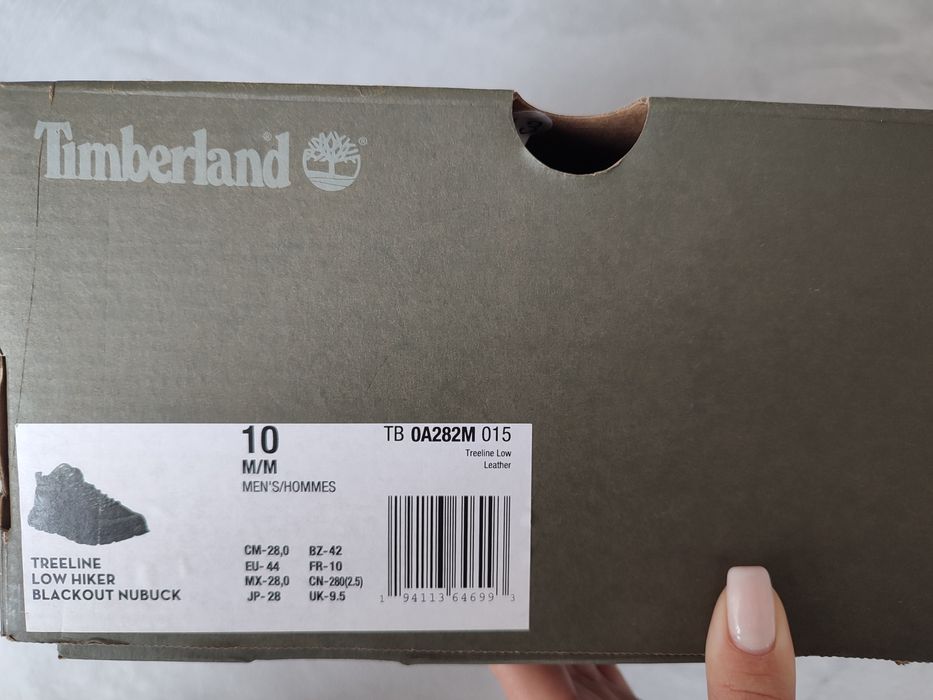 Timberland®
®
10
M/M
MEN'S/HOMMES
TB 0A282M 015
Treeline Low
Leather
TREELINE
LOW HIKER
BLACKOUT NUBUCK
CM-28,0 BZ-42
EU- 44 FR-10
MX-28,0 CN-280(2.5)
JP- 28 UK-9.5
1 94113 64699 3